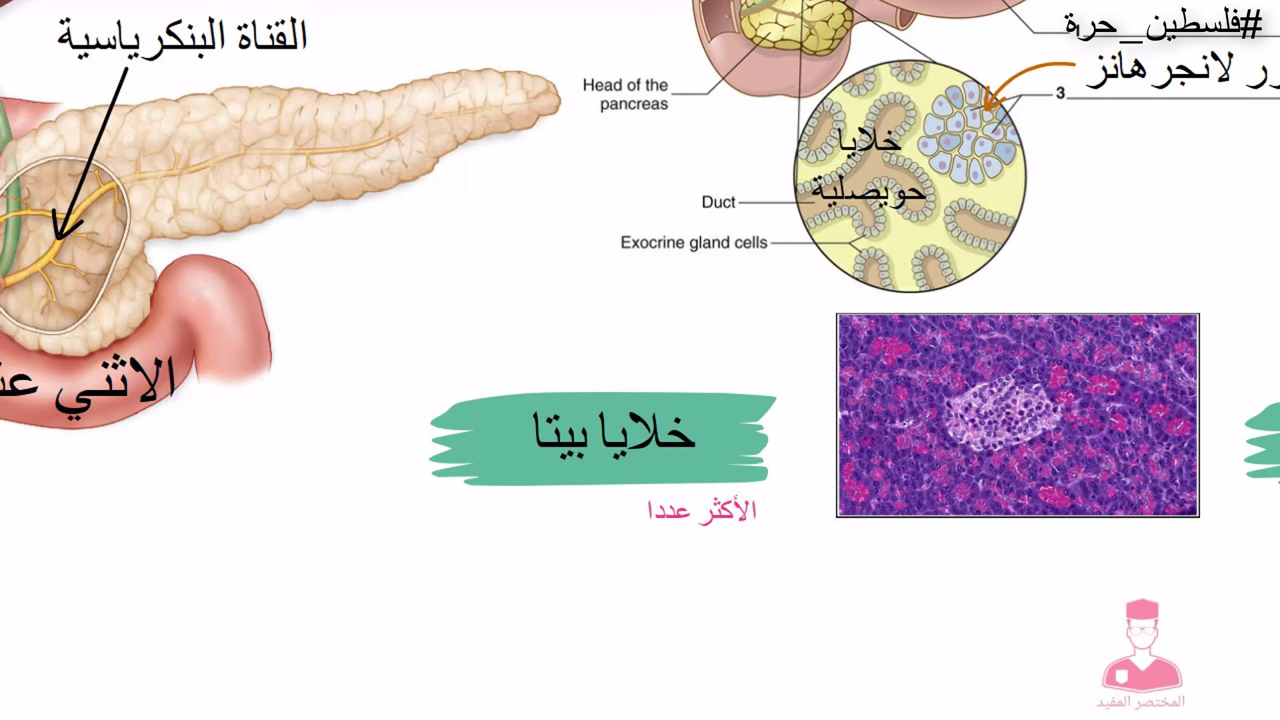 القناة البنكرياسية
#فلسطين_حرة
لانجرهانز
Head of the
pancreas
3
خلايا
حويصلية
Duct
Exocrine gland cells
الاثني
خلايا بيتا
الأكثر عددا
المختصر المفيد